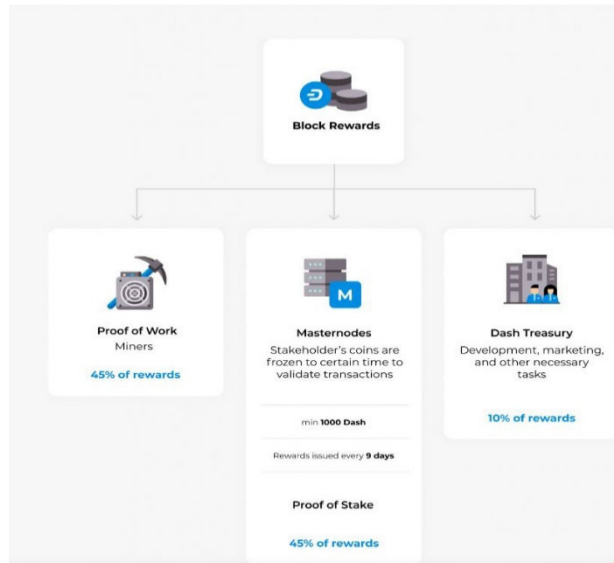 Block Rewards
Proof of Work
Miners
45% of rewards
M
Masternodes
Stakeholder's coins are
frozen to certain time to
validate transactions
min 1000 Dash
Rewards issued every 9 days
Proof of Stake
45% of rewards
Dash Treasury
Development, marketing,
and other necessary
tasks
10% of rewards